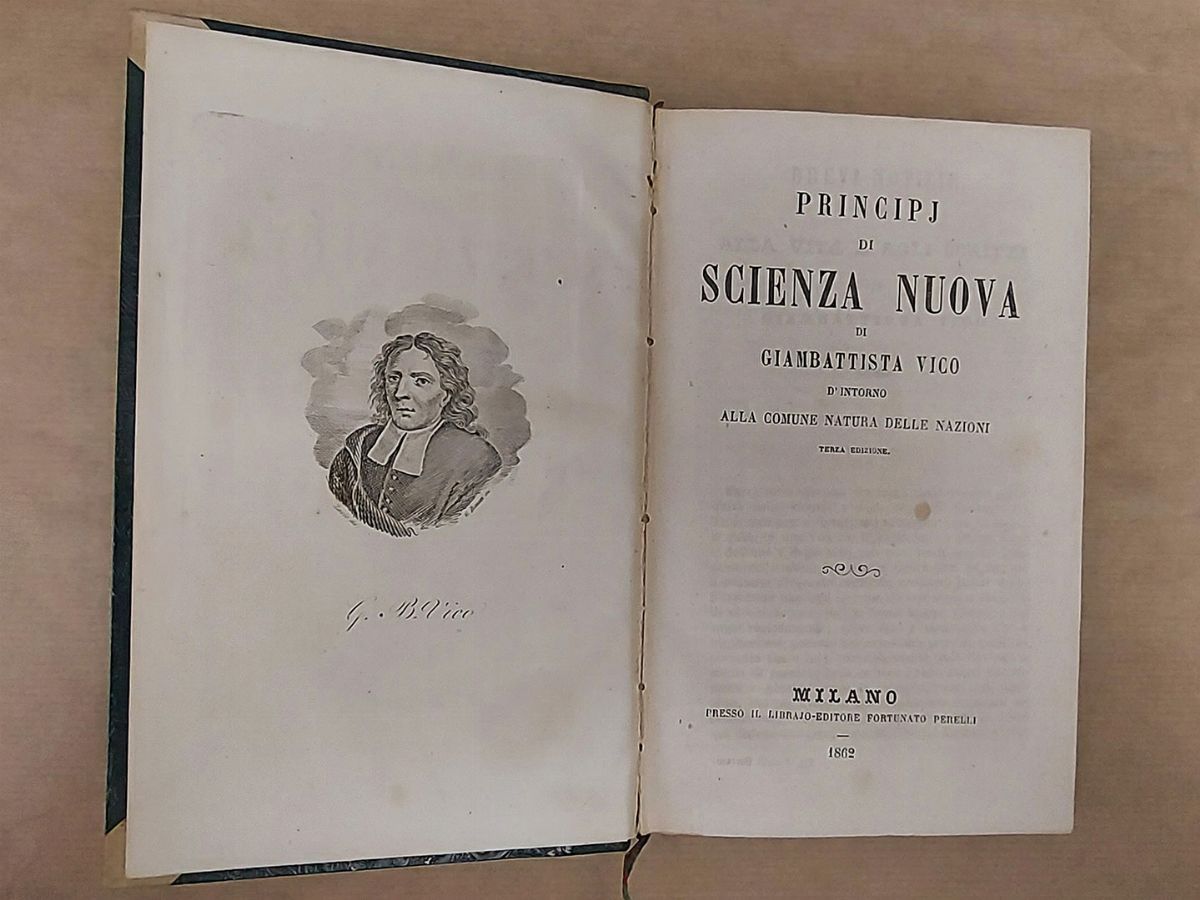 G. B. Vico
PRINCIPJ
DI
SCIENZA NUOVA
DI
GIAMBATTISTA VICO
D'INTORNO
ALLA COMUNE NATURA DELLE NAZIONI
TERZA EDIZIONE.
MILANO
PRESSO IL LIBRAJO-EDITORE FORTUNATO PERELLI
1862